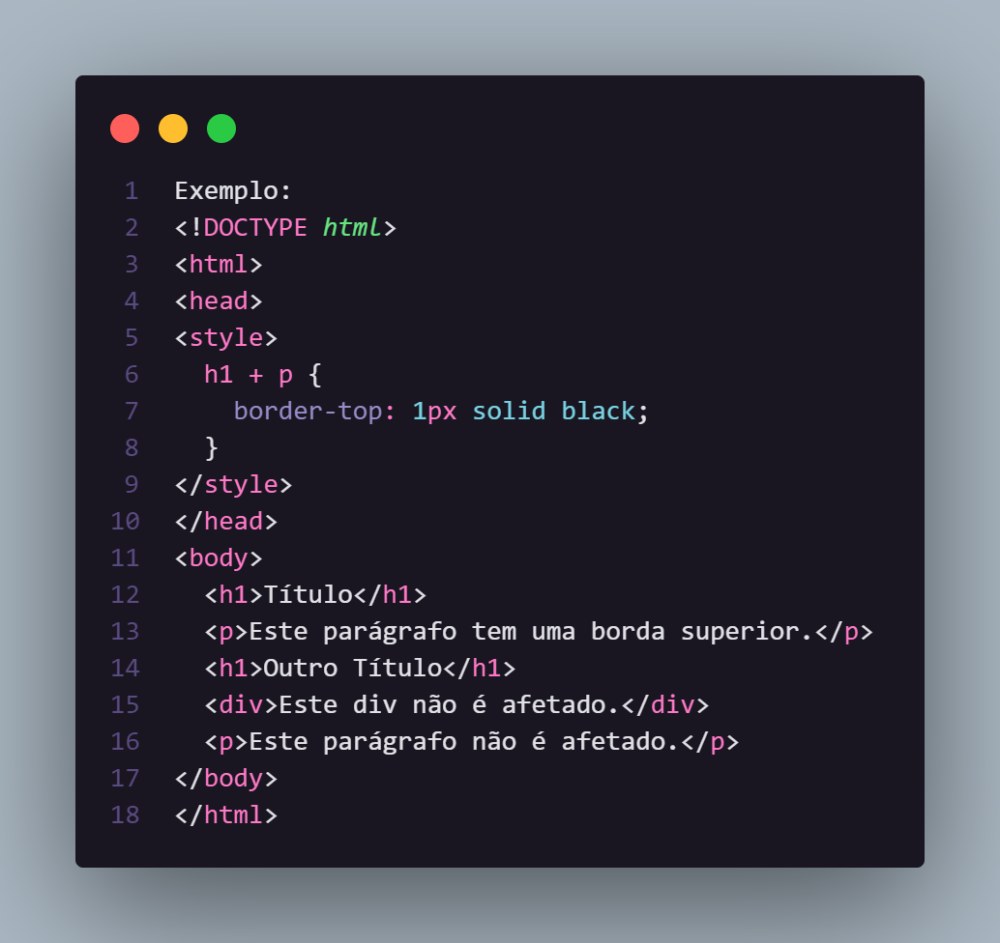 1 Exemplo:
2 <!DOCTYPE html>
3 <html>
4 <head>
5 <style>
6   h1 + p {
7     border-top: 1px solid black;
8   }
9 </style>
10 </head>
11 <body>
12   <h1>Título</h1>
13   <p>Este parágrafo tem uma borda superior.</p>
14   <h1>Outro Título</h1>
15   <div>Este div não é afetado.</div>
16   <p>Este parágrafo não é afetado.</p>
17 </body>
18 </html>